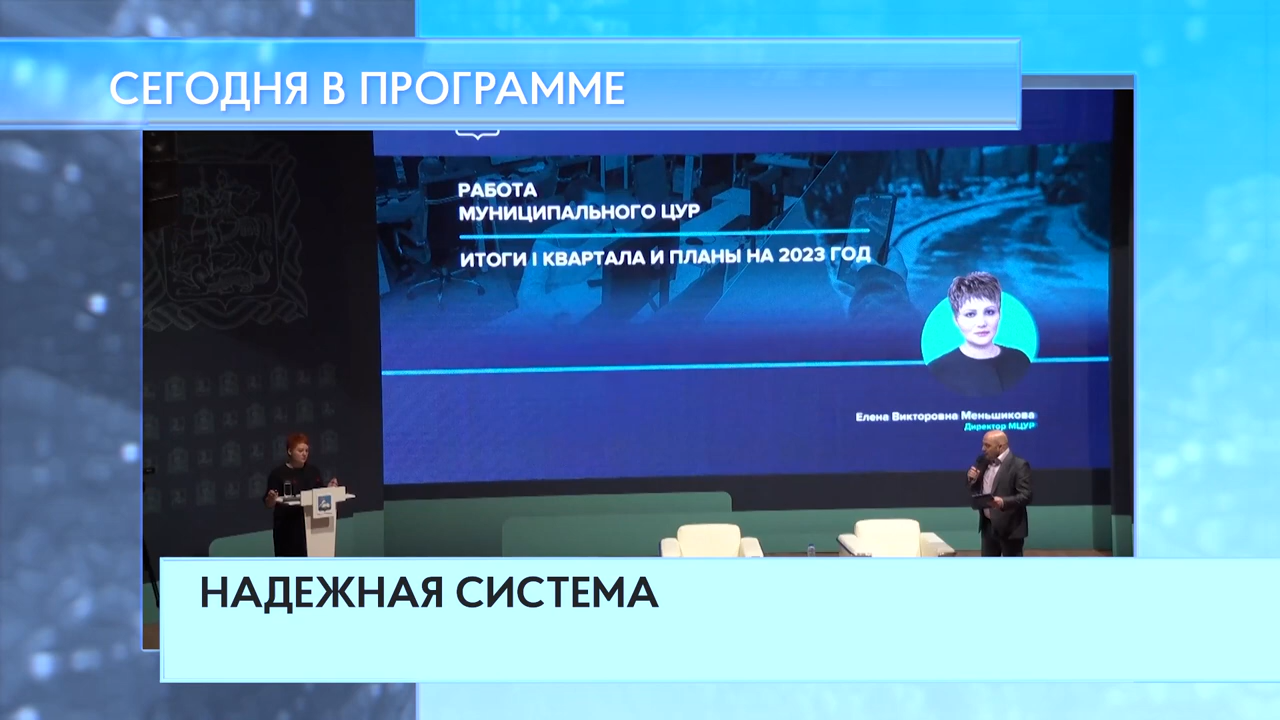 СЕГОДНЯ В ПРОГРАММЕ
РАБОТА
МУНИЦИПАЛЬНОГО ЦУР
ИТОГИ I КВАРТАЛА И ПЛАНЫ НА 2023 ГОД
Елена Викторовна Меньшикова
Директор МЦУР
НАДЕЖНАЯ СИСТЕМА